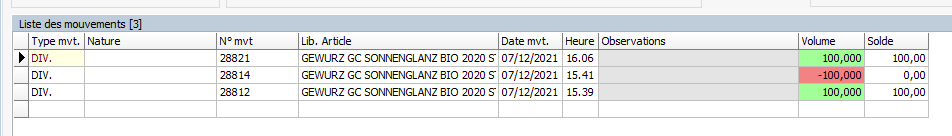 Liste des mouvements [3]
Type mvt. Nature N° mvt Lib. Article Date mvt. Heure Observations Volume Solde
DIV. 28821 GEWURZ GC SONNENGLANZ BIO 2020 ST 07/12/2021 16.06 100,000 100,00
DIV. 28814 GEWURZ GC SONNENGLANZ BIO 2020 ST 07/12/2021 15.41 -100,000 0,00
DIV. 28812 GEWURZ GC SONNENGLANZ BIO 2020 ST 07/12/2021 15.39 100,000 100,00